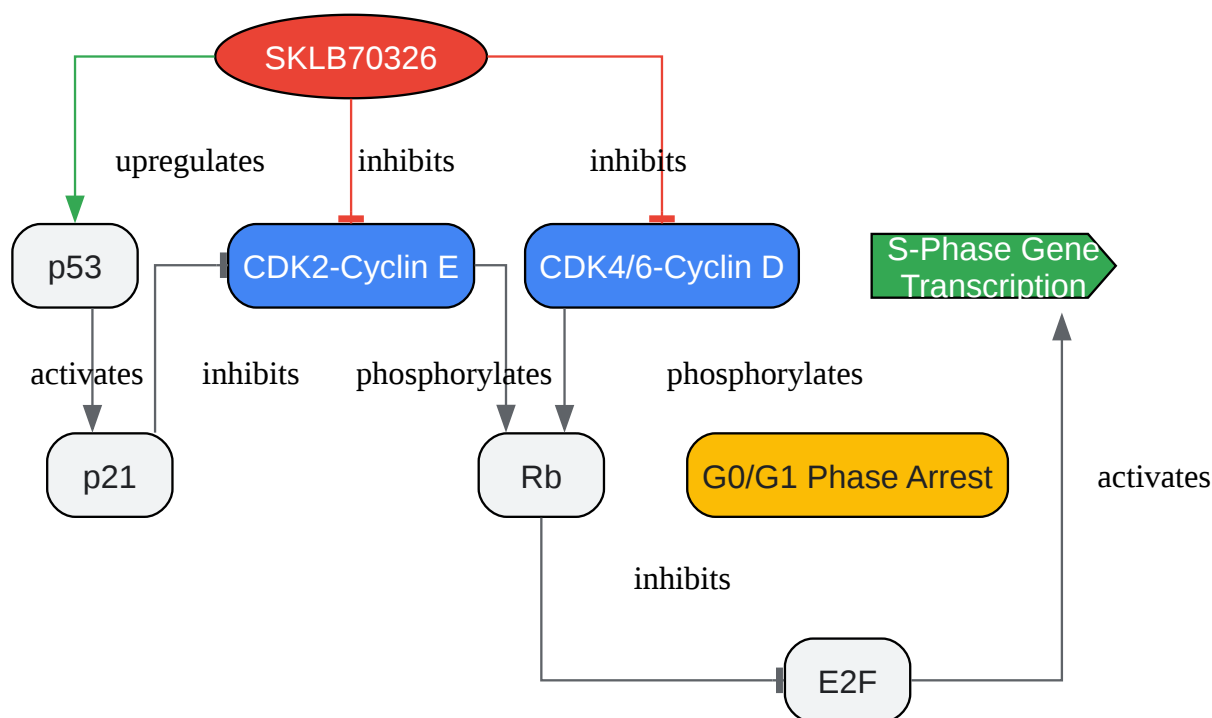 SKLB70326
upregulates
inhibits
inhibits
p53
CDK2-Cyclin E
CDK4/6-Cyclin D
S-Phase Gene
Transcription
activates
inhibits
phosphorylates
phosphorylates
p21
Rb
G0/G1 Phase Arrest
activates
inhibits
E2F